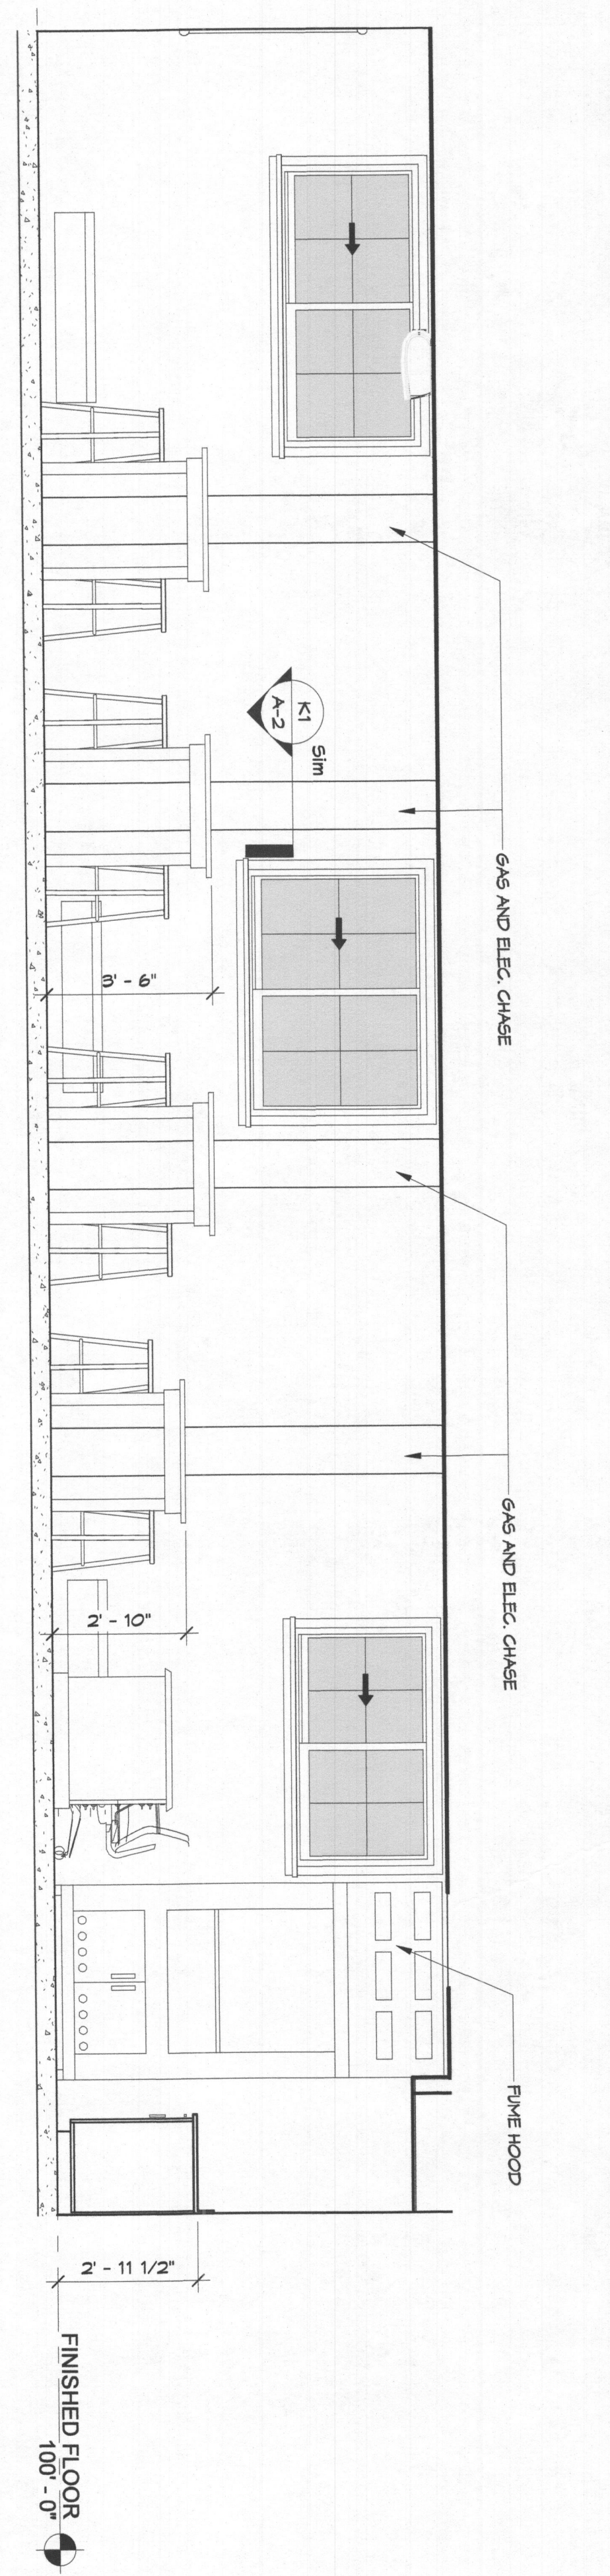 GAS AND ELEC. CHASE
GAS AND ELEC. CHASE
FUME HOOD
K1
A-2
Sim
3' - 6"
2' - 10"
2' - 11 1/2"
FINISHED FLOOR
100' - 0"